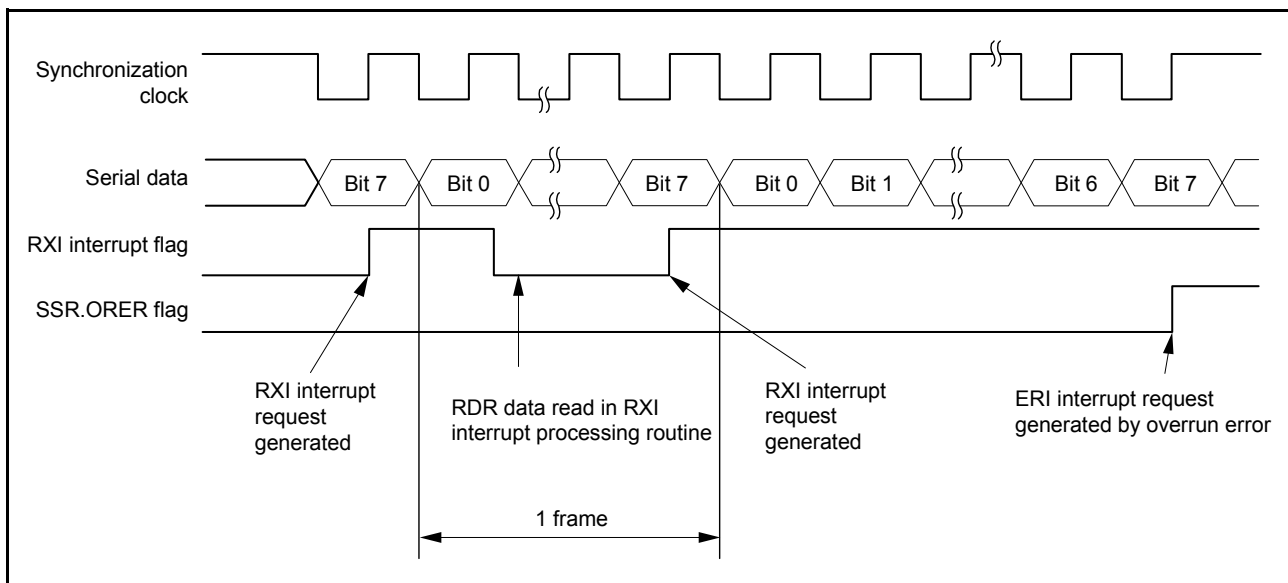 Synchronization
clock
Serial data
Bit 7
Bit 0
Bit 7
Bit 0
Bit 1
Bit 6
Bit 7
RXI interrupt flag
SSR.ORER flag
RXI interrupt
request
generated
RDR data read in RXI
interrupt processing routine
RXI interrupt
request
generated
ERI interrupt request
generated by overrun error
1 frame